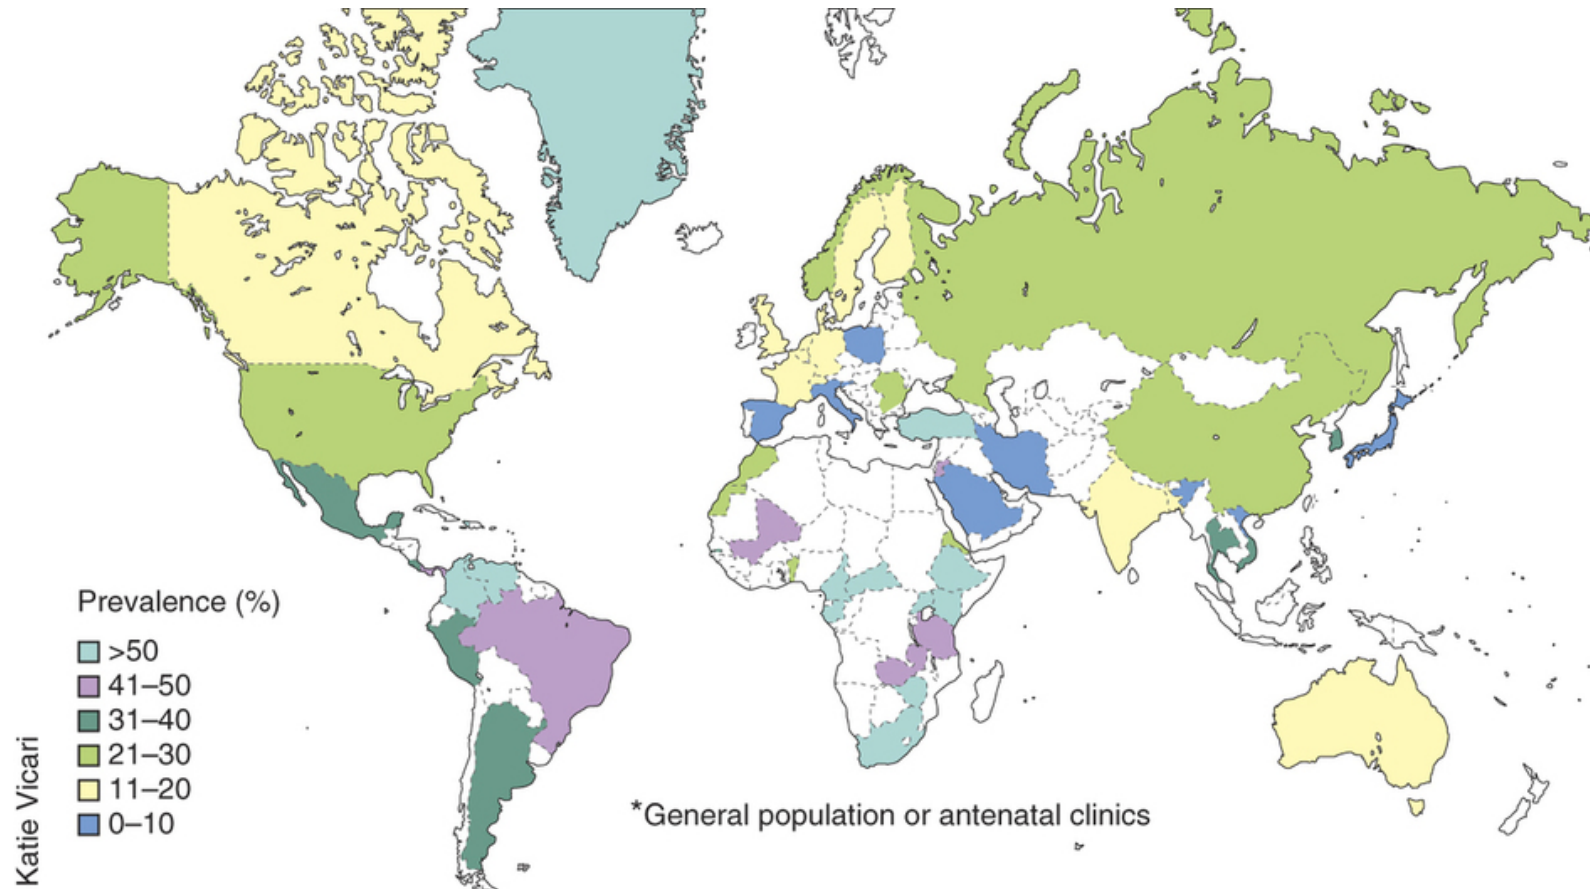 Prevalence (%)
>50
41–50
31–40
21–30
11–20
0–10
*General population or antenatal clinics
Katie Vicari